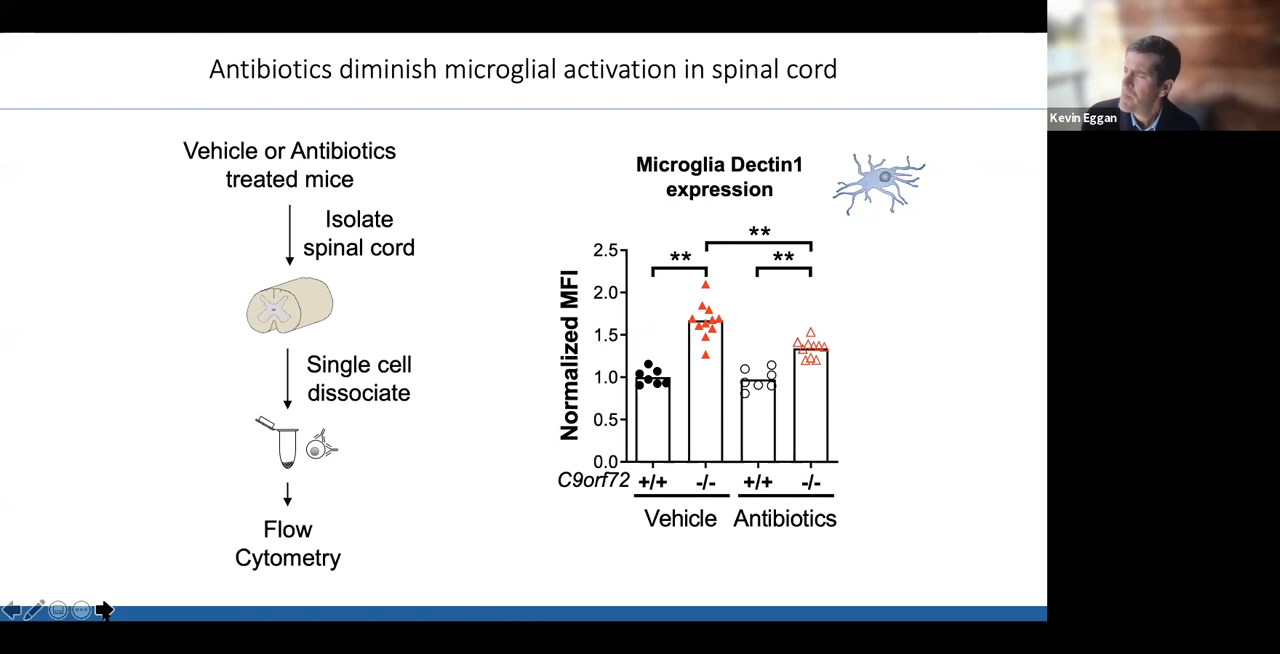 Antibiotics diminish microglial activation in spinal cord
Kevin Eggan
Vehicle or Antibiotics
treated mice
Isolate
spinal cord
Single cell
dissociate
Flow
Cytometry
Microglia Dectin1
expression
**
**
**
Normalized MFI
2.5
2.0
1.5
1.0
0.5
0.0
C9orf72 +/+ -/- +/+ -/-
Vehicle Antibiotics